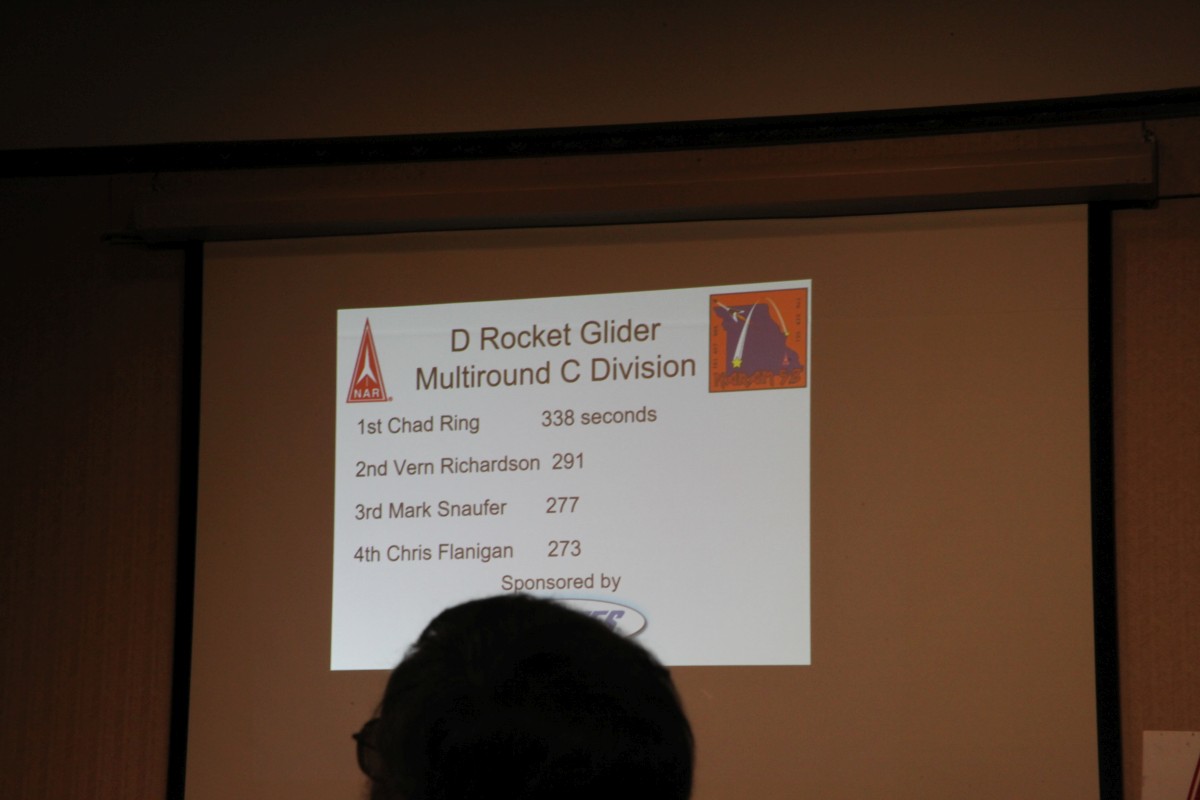 D Rocket Glider
Multiround C Division
NAR
1st Chad Ring 338 seconds
2nd Vern Richardson 291
3rd Mark Snaufer 277
4th Chris Flanigan 273
Sponsored by